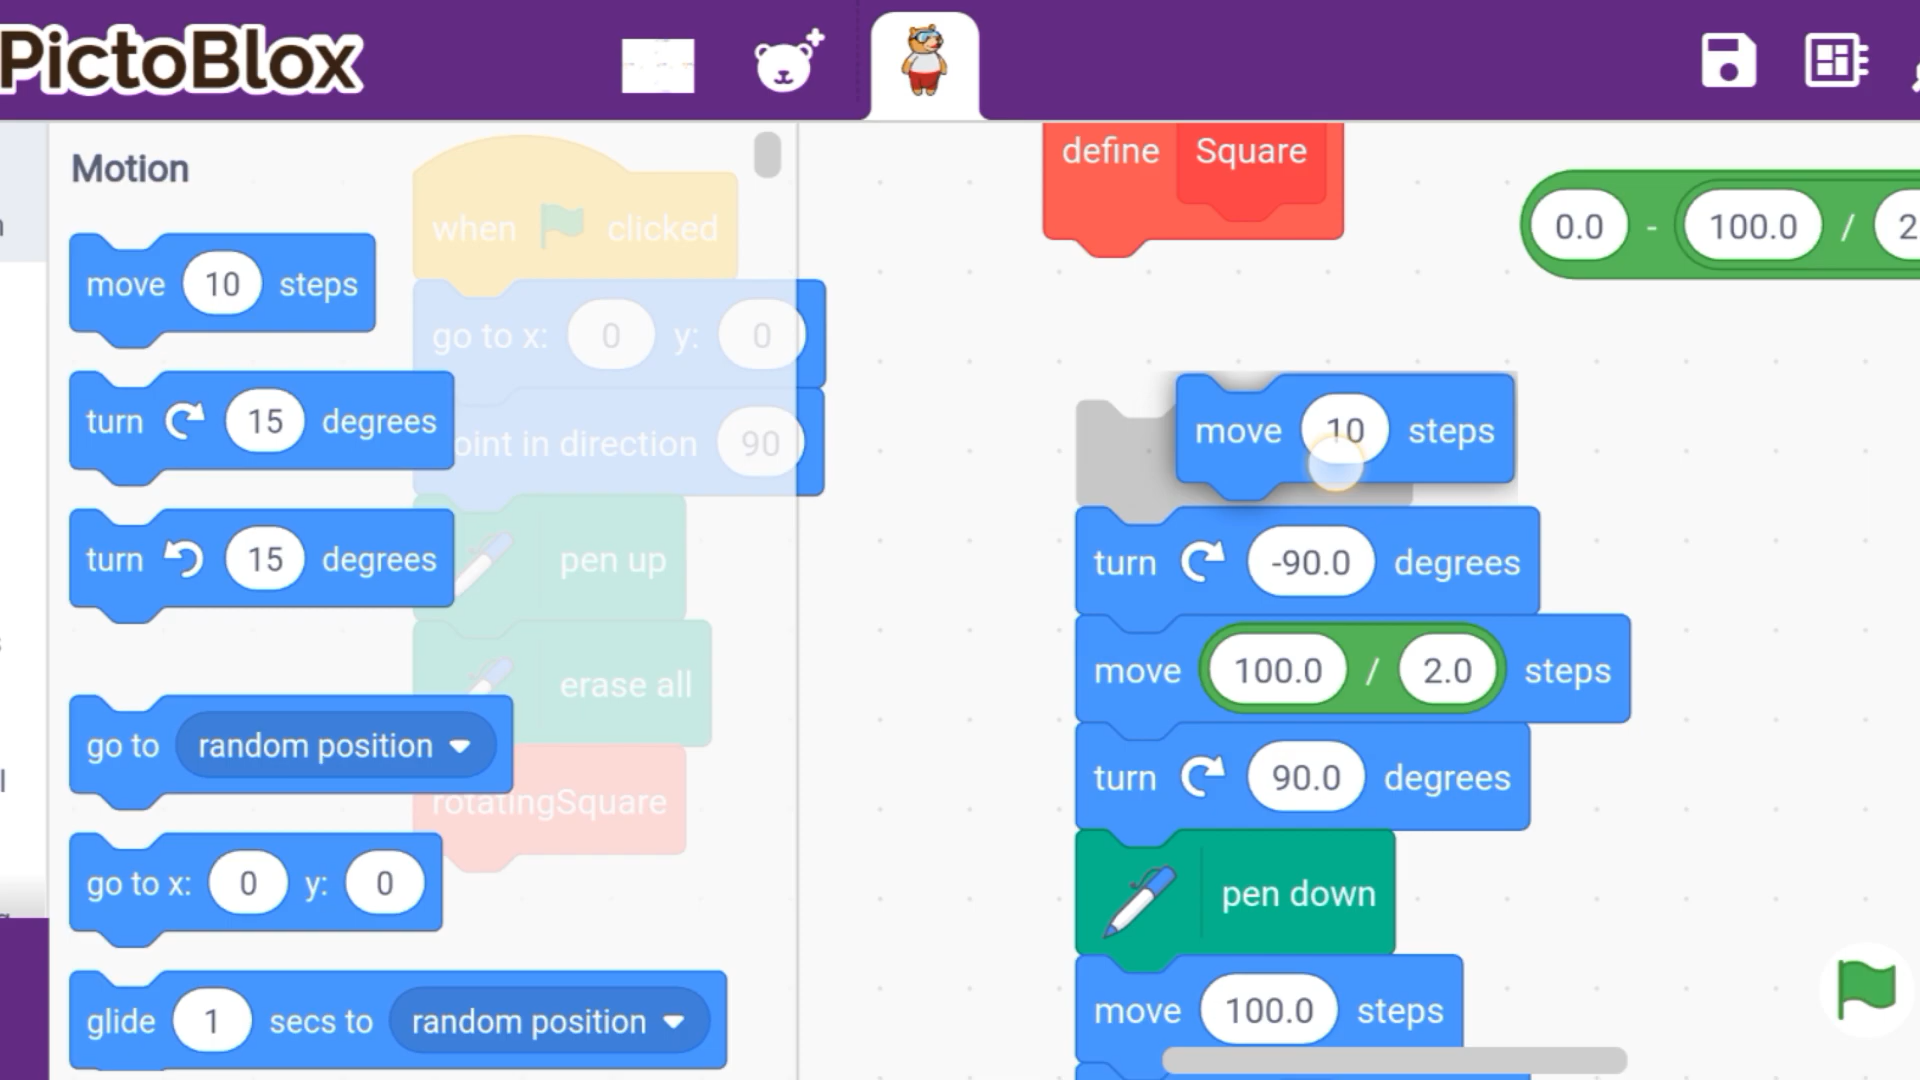 PictoBlox
Motion
move 10 steps
turn 15 degrees
turn 15 degrees
go to random position
go to x: 0 y: 0
glide 1 secs to random position
when clicked
go to x: 0 y: 0
oint in direction 90
pen up
erase all
rotatingSquare
define Square
0.0 - 100.0 / 2
move 10 steps
turn -90.0 degrees
move 100.0 / 2.0 steps
turn 90.0 degrees
pen down
move 100.0 steps